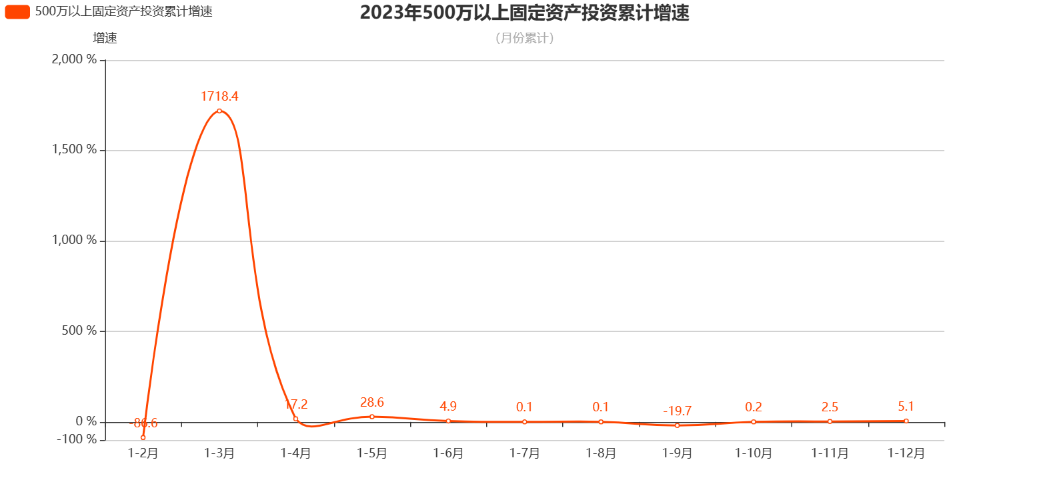 500万以上固定资产投资累计增速
2023年500万以上固定资产投资累计增速
(月份累计)
增速
2,000 %
1,500 %
1,000 %
500 %
0 %
-100 %
-86.6
1718.4
17.2
28.6
4.9
0.1
0.1
-19.7
0.2
2.5
5.1
1-2月
1-3月
1-4月
1-5月
1-6月
1-7月
1-8月
1-9月
1-10月
1-11月
1-12月